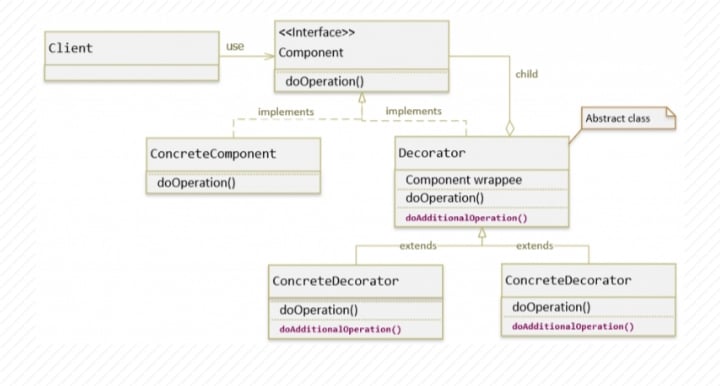 <<Interface>>
Client
use
Component
doOperation()
child
implements
implements
Abstract class
ConcreteComponent
doOperation()
Decorator
Component wrappee
doOperation()
doAdditionalOperation()
extends
extends
ConcreteDecorator
doOperation()
doAdditionalOperation()
ConcreteDecorator
doOperation()
doAdditionalOperation()